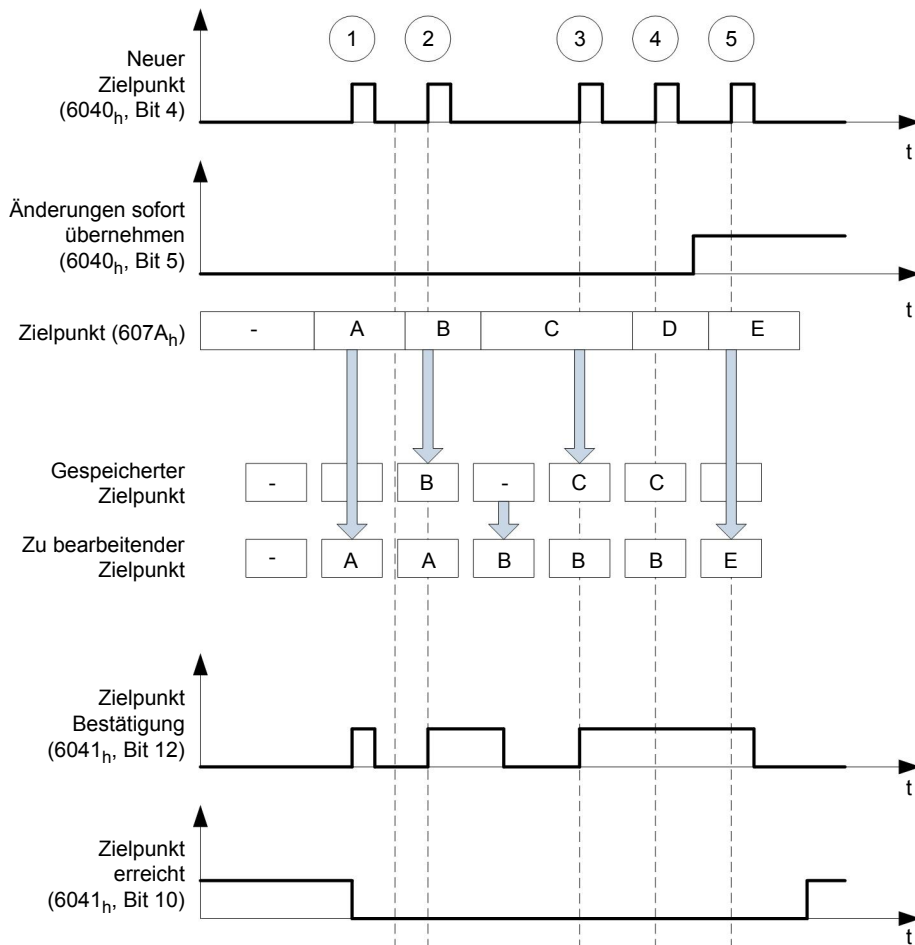 1 2 3 4 5
Neuer
Zielpunkt
(6040h, Bit 4)
t
Änderungen sofort
übernehmen
(6040h, Bit 5)
t
Zielpunkt (607Ah)
- A B C D E
Gespeicherter
Zielpunkt
- B - C C
Zu bearbeitender
Zielpunkt
- A A B B B E
Zielpunkt
Bestätigung
(6041h, Bit 12)
t
Zielpunkt
erreicht
(6041h, Bit 10)
t